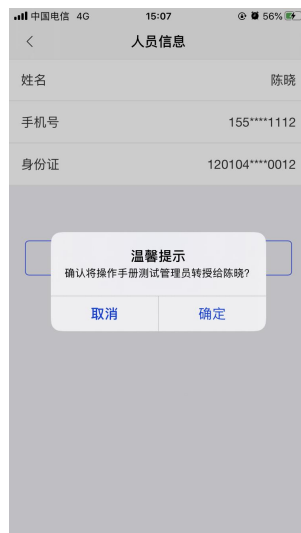 中国电信 4G 15:07 56%
人员信息
姓名 陈晓
手机号 155****1112
身份证 120104****0012
温馨提示
确认将操作手册测试管理员转授给陈晓?
取消 确定